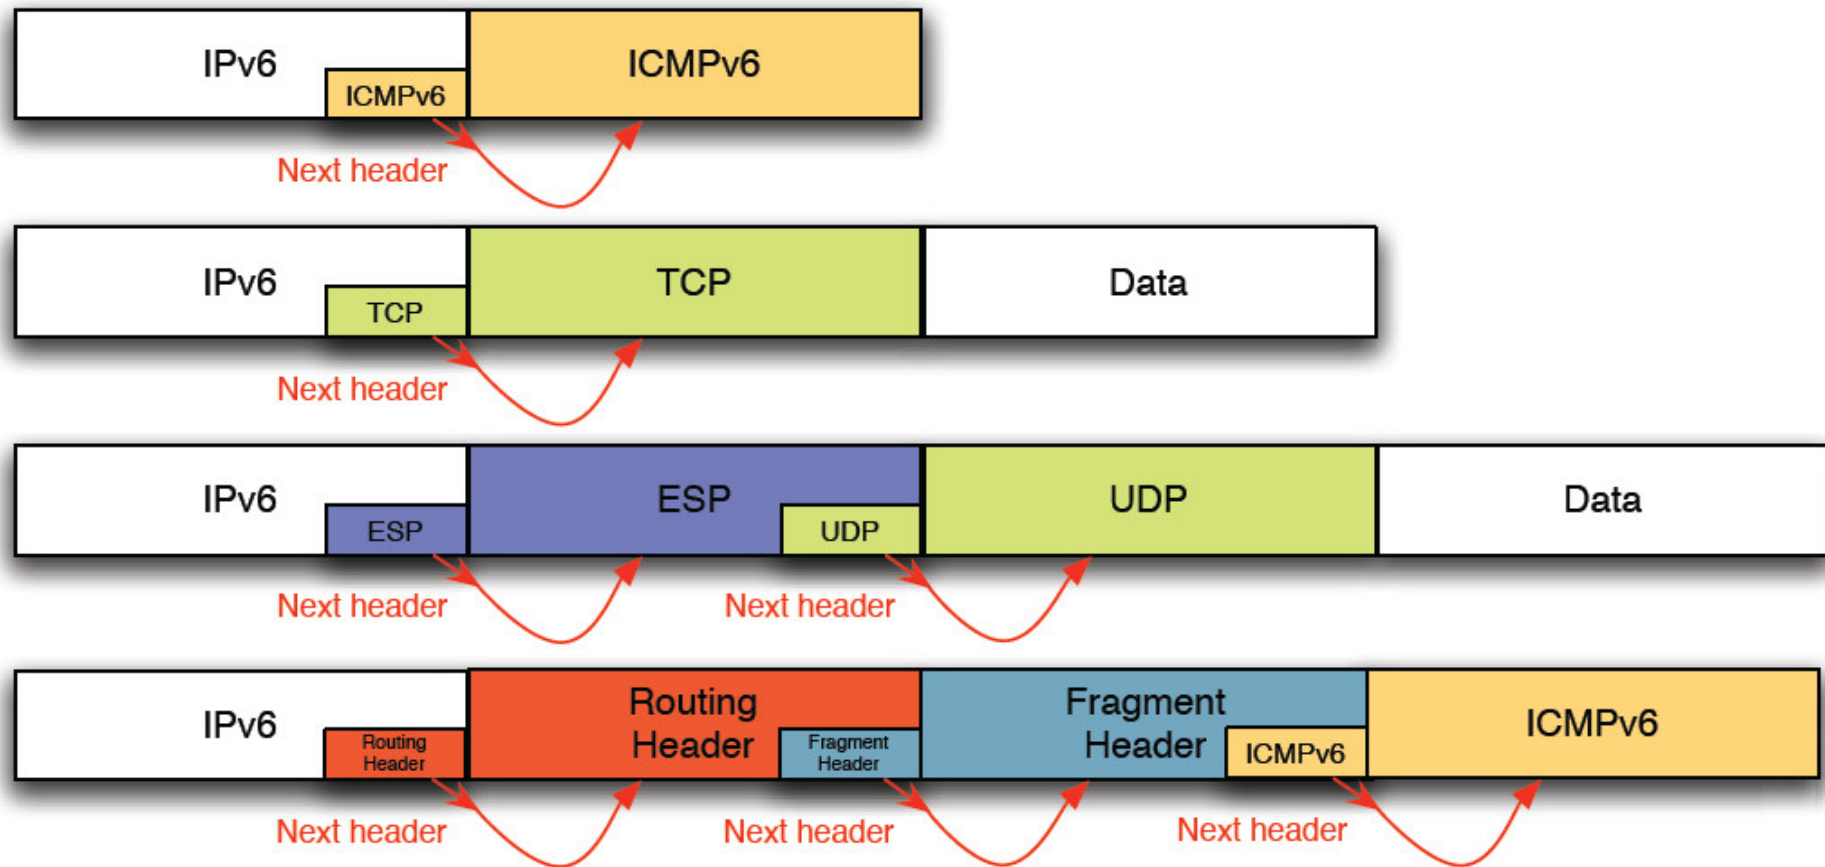 IPv6
ICMPv6
ICMPv6
Next header
IPv6
TCP
TCP
Data
Next header
IPv6
ESP
ESP
UDP
UDP
Data
Next header
Next header
IPv6
Routing
Header
Routing
Header
Fragment
Header
Fragment
Header
ICMPv6
ICMPv6
Next header
Next header
Next header